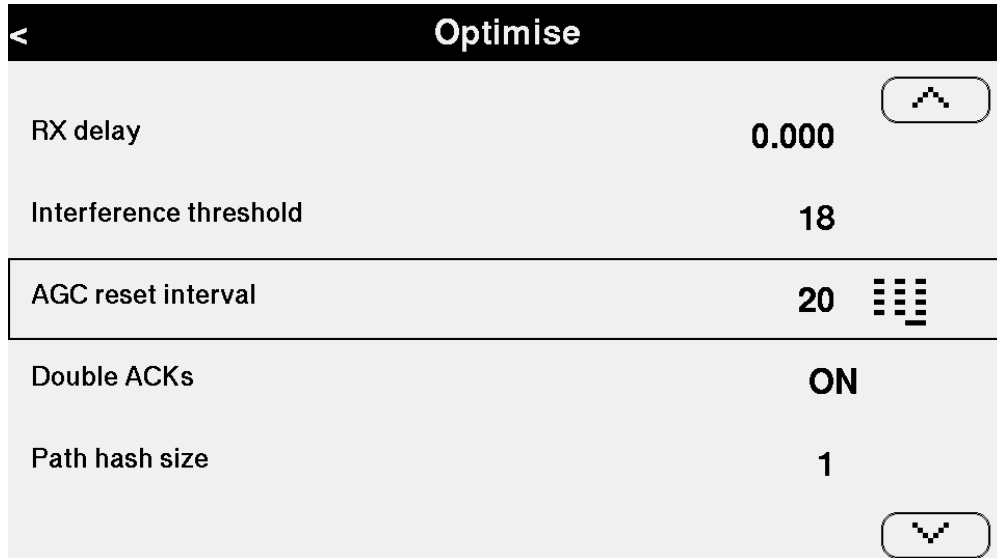 < Optimise
RX delay 0.000
Interference threshold 18
AGC reset interval 20
Double ACKs ON
Path hash size 1